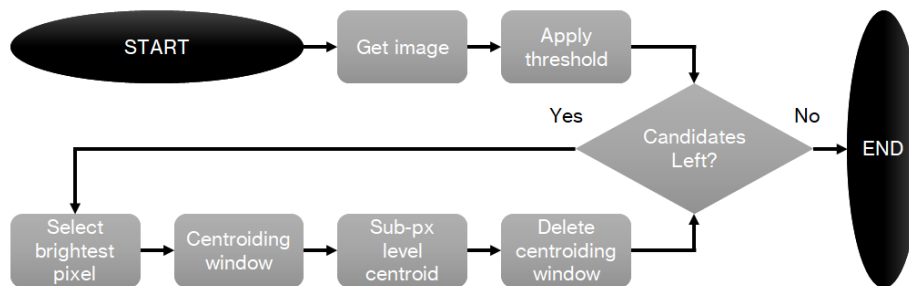 START
Get image
Apply
threshold
Yes
Candidates
Left?
No
END
Select
brightest
pixel
Centroiding
window
Sub-px
level
centroid
Delete
centroiding
window